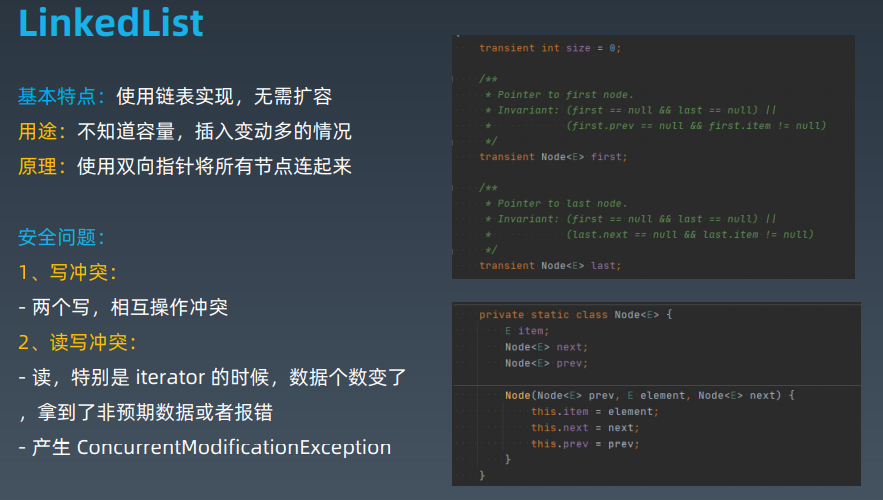 LinkedList
基本特点：使用链表实现，无需扩容
用途：不知道容量，插入变动多的情况
原理：使用双向指针将所有节点连起来
安全问题：
1、写冲突：
- 两个写，相互操作冲突
2、读写冲突：
- 读，特别是 iterator 的时候，数据个数变了
，拿到了非预期数据或者报错
- 产生 ConcurrentModificationException
transient int size = 0;
/**
* Pointer to first node.
* Invariant: (first == null && last == null) ||
* (first.prev == null && first.item != null)
*/
transient Node<E> first;
/**
* Pointer to last node.
* Invariant: (first == null && last == null) ||
* (last.next == null && last.item != null)
*/
transient Node<E> last;
private static class Node<E> {
E item;
Node<E> next;
Node<E> prev;
Node(Node<E> prev, E element, Node<E> next) {
this.item = element;
this.next = next;
this.prev = prev;
}
}